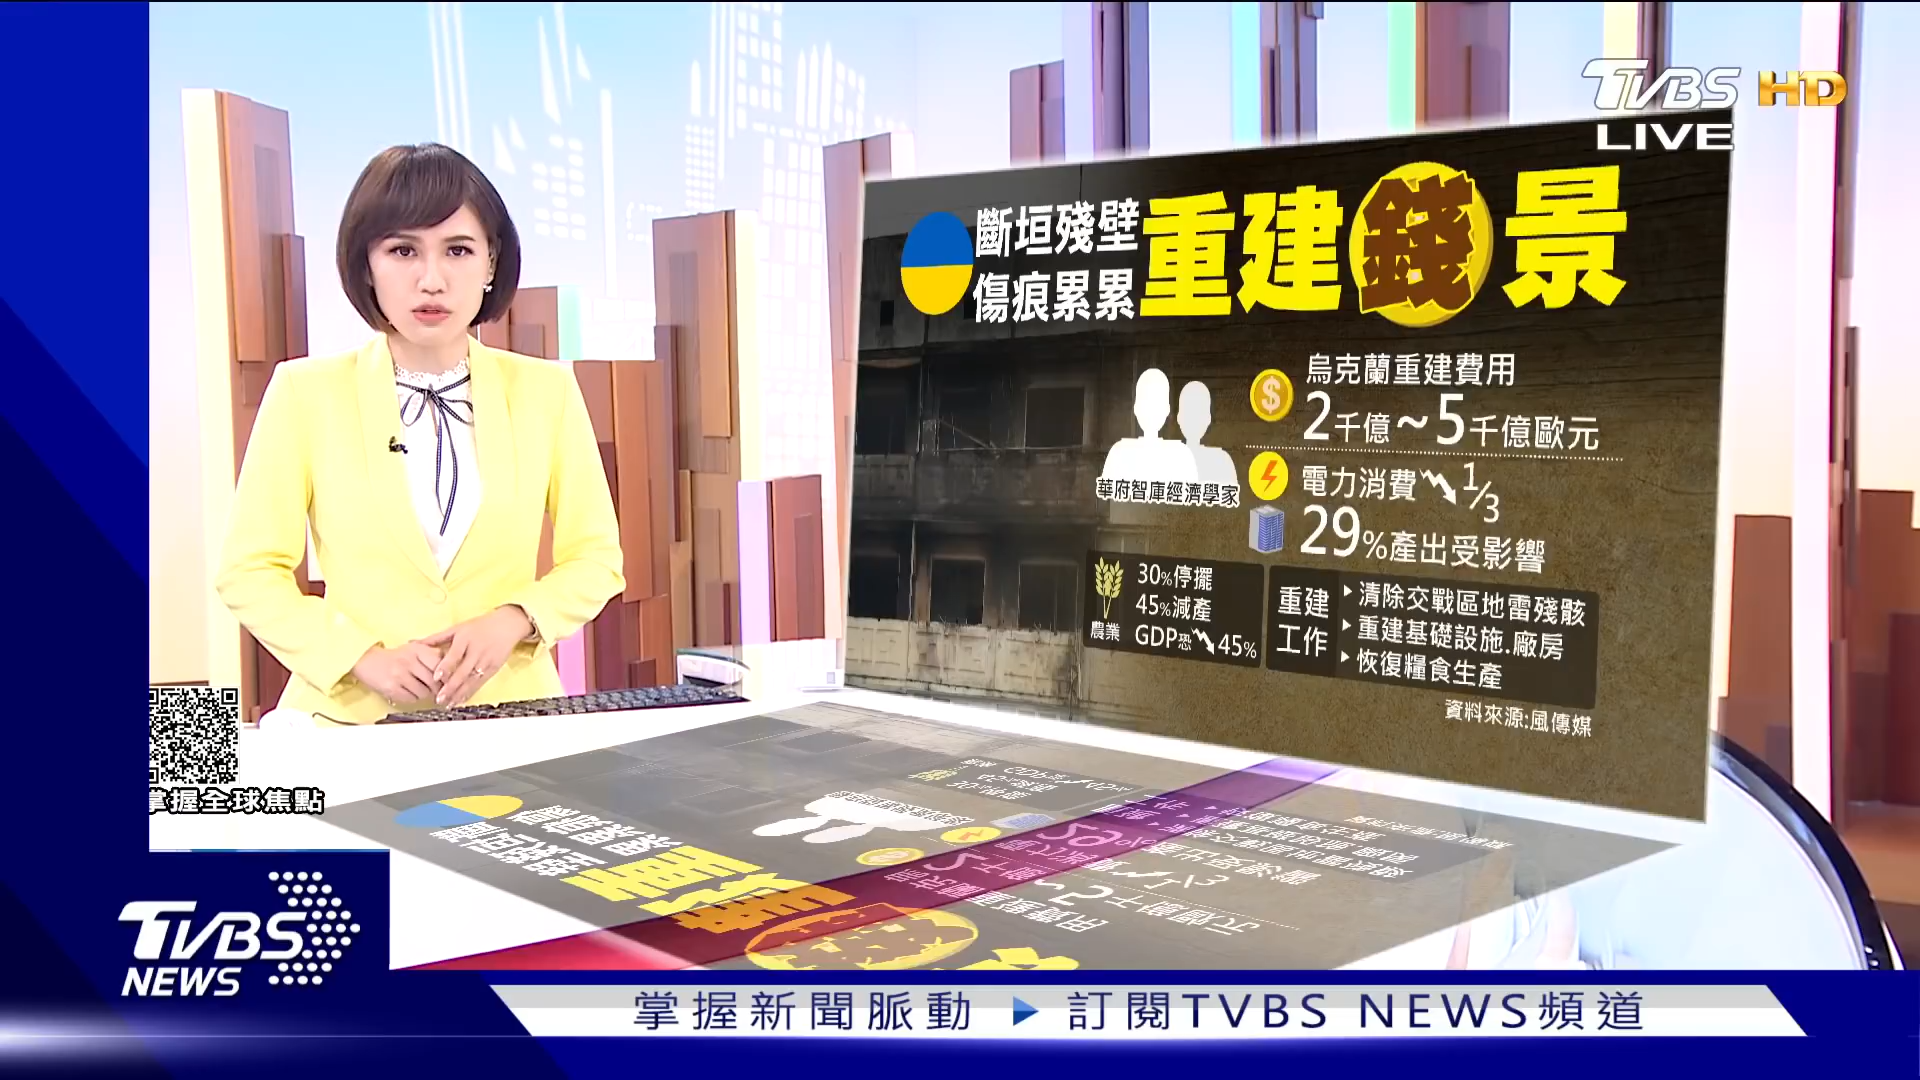 TVBS HD
LIVE
斷垣殘壁
傷痕累累
重建錢景
烏克蘭重建費用
$
2千億~5千億歐元
電力消費1/3
29%產出受影響
華府智庫經濟學家
30%停擺
45%減產
GDP恐45%
農業
重建
工作
清除交戰區地雷殘骸
重建基礎設施.廠房
恢復糧食生產
資料來源:風傳媒
掌握全球焦點
TVBS
NEWS
掌握新聞脈動 訂閱TVBS NEWS頻道